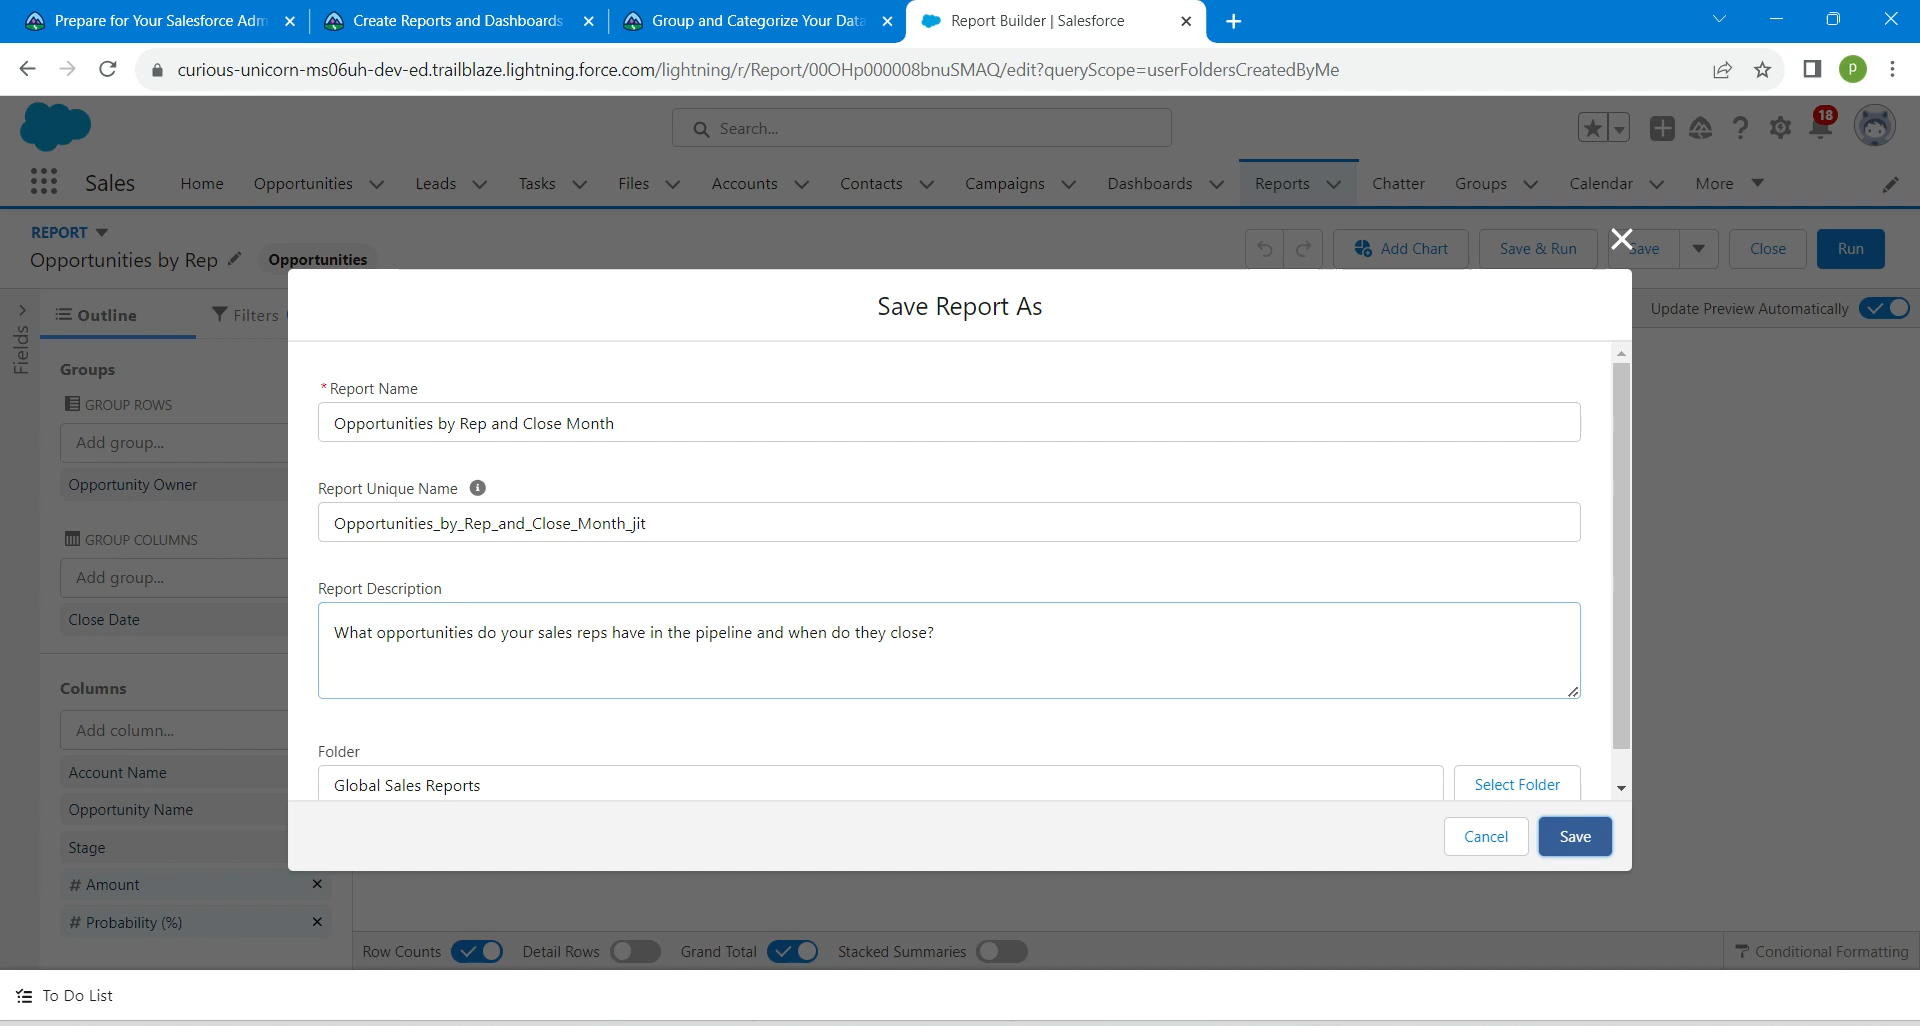 Prepare for Your Salesforce Adm
Create Reports and Dashboards
Group and Categorize Your Data
Report Builder | Salesforce
curious-unicorn-ms06uh-dev-ed.trailblaze.lightning.force.com/lightning/r/Report/00OHp000008bnuSMAQ/edit?queryScope=userFoldersCreatedByMe
p
Search...
18
Sales
Home
Opportunities
Leads
Tasks
Files
Accounts
Contacts
Campaigns
Dashboards
Reports
Chatter
Groups
Calendar
More
REPORT
Opportunities by Rep
Opportunities
Add Chart
Save & Run
Save
Close
Run
Fields
Outline
Filters
Update Preview Automatically
Groups
GROUP ROWS
Add group...
Opportunity Owner
GROUP COLUMNS
Add group...
Close Date
Columns
Add column...
Account Name
Opportunity Name
Stage
# Amount
# Probability (%)
Save Report As
* Report Name
Opportunities by Rep and Close Month
Report Unique Name
Opportunities_by_Rep_and_Close_Month_jit
Report Description
What opportunities do your sales reps have in the pipeline and when do they close?
Folder
Global Sales Reports
Select Folder
Cancel
Save
Row Counts
Detail Rows
Grand Total
Stacked Summaries
Conditional Formatting
To Do List